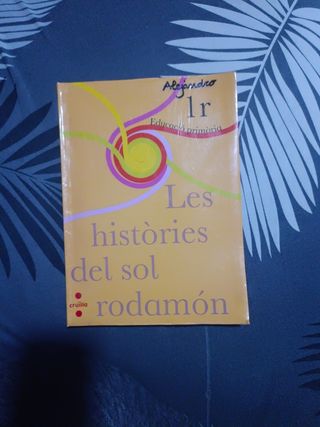 Alejandro
1r
Educació primària
Les
històries
del sol
rodamón
cruïlla